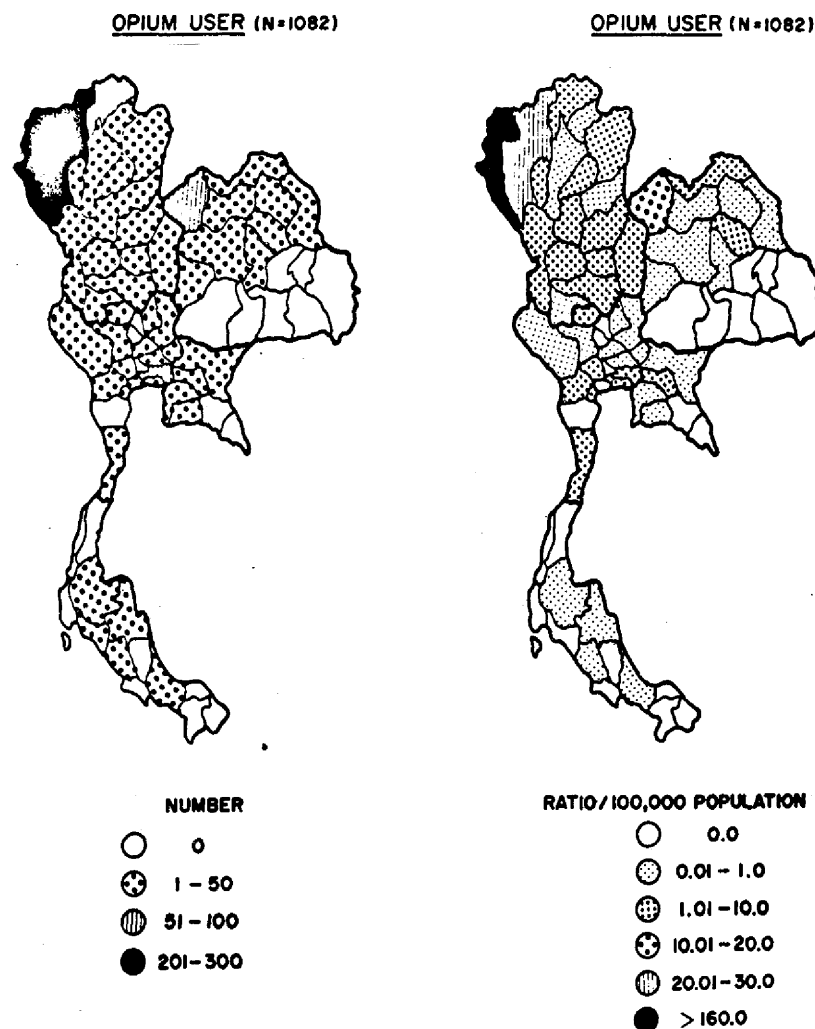 OPIUM USER (N=1082)
OPIUM USER (N=1082)
NUMBER
0
1 - 50
51 - 100
201 - 300
RATIO/100,000 POPULATION
0.0
0.01 - 1.0
1.01 - 10.0
10.01 - 20.0
20.01 - 30.0
> 160.0